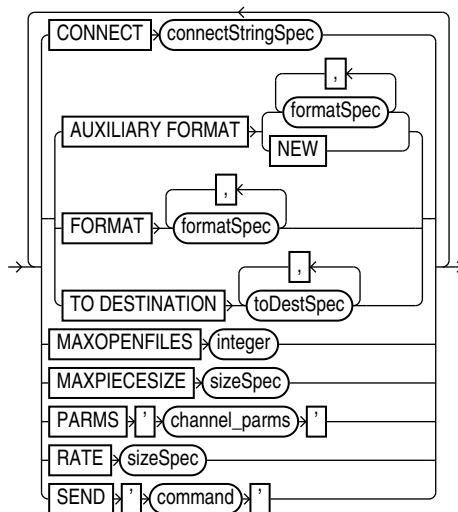 CONNECT connectStringSpec
,
formatSpec
AUXILIARY FORMAT
NEW
,
FORMAT formatSpec
,
TO DESTINATION toDestSpec
MAXOPENFILES integer
MAXPIECESIZE sizeSpec
PARMS ' channel_parms '
RATE sizeSpec
SEND ' command '